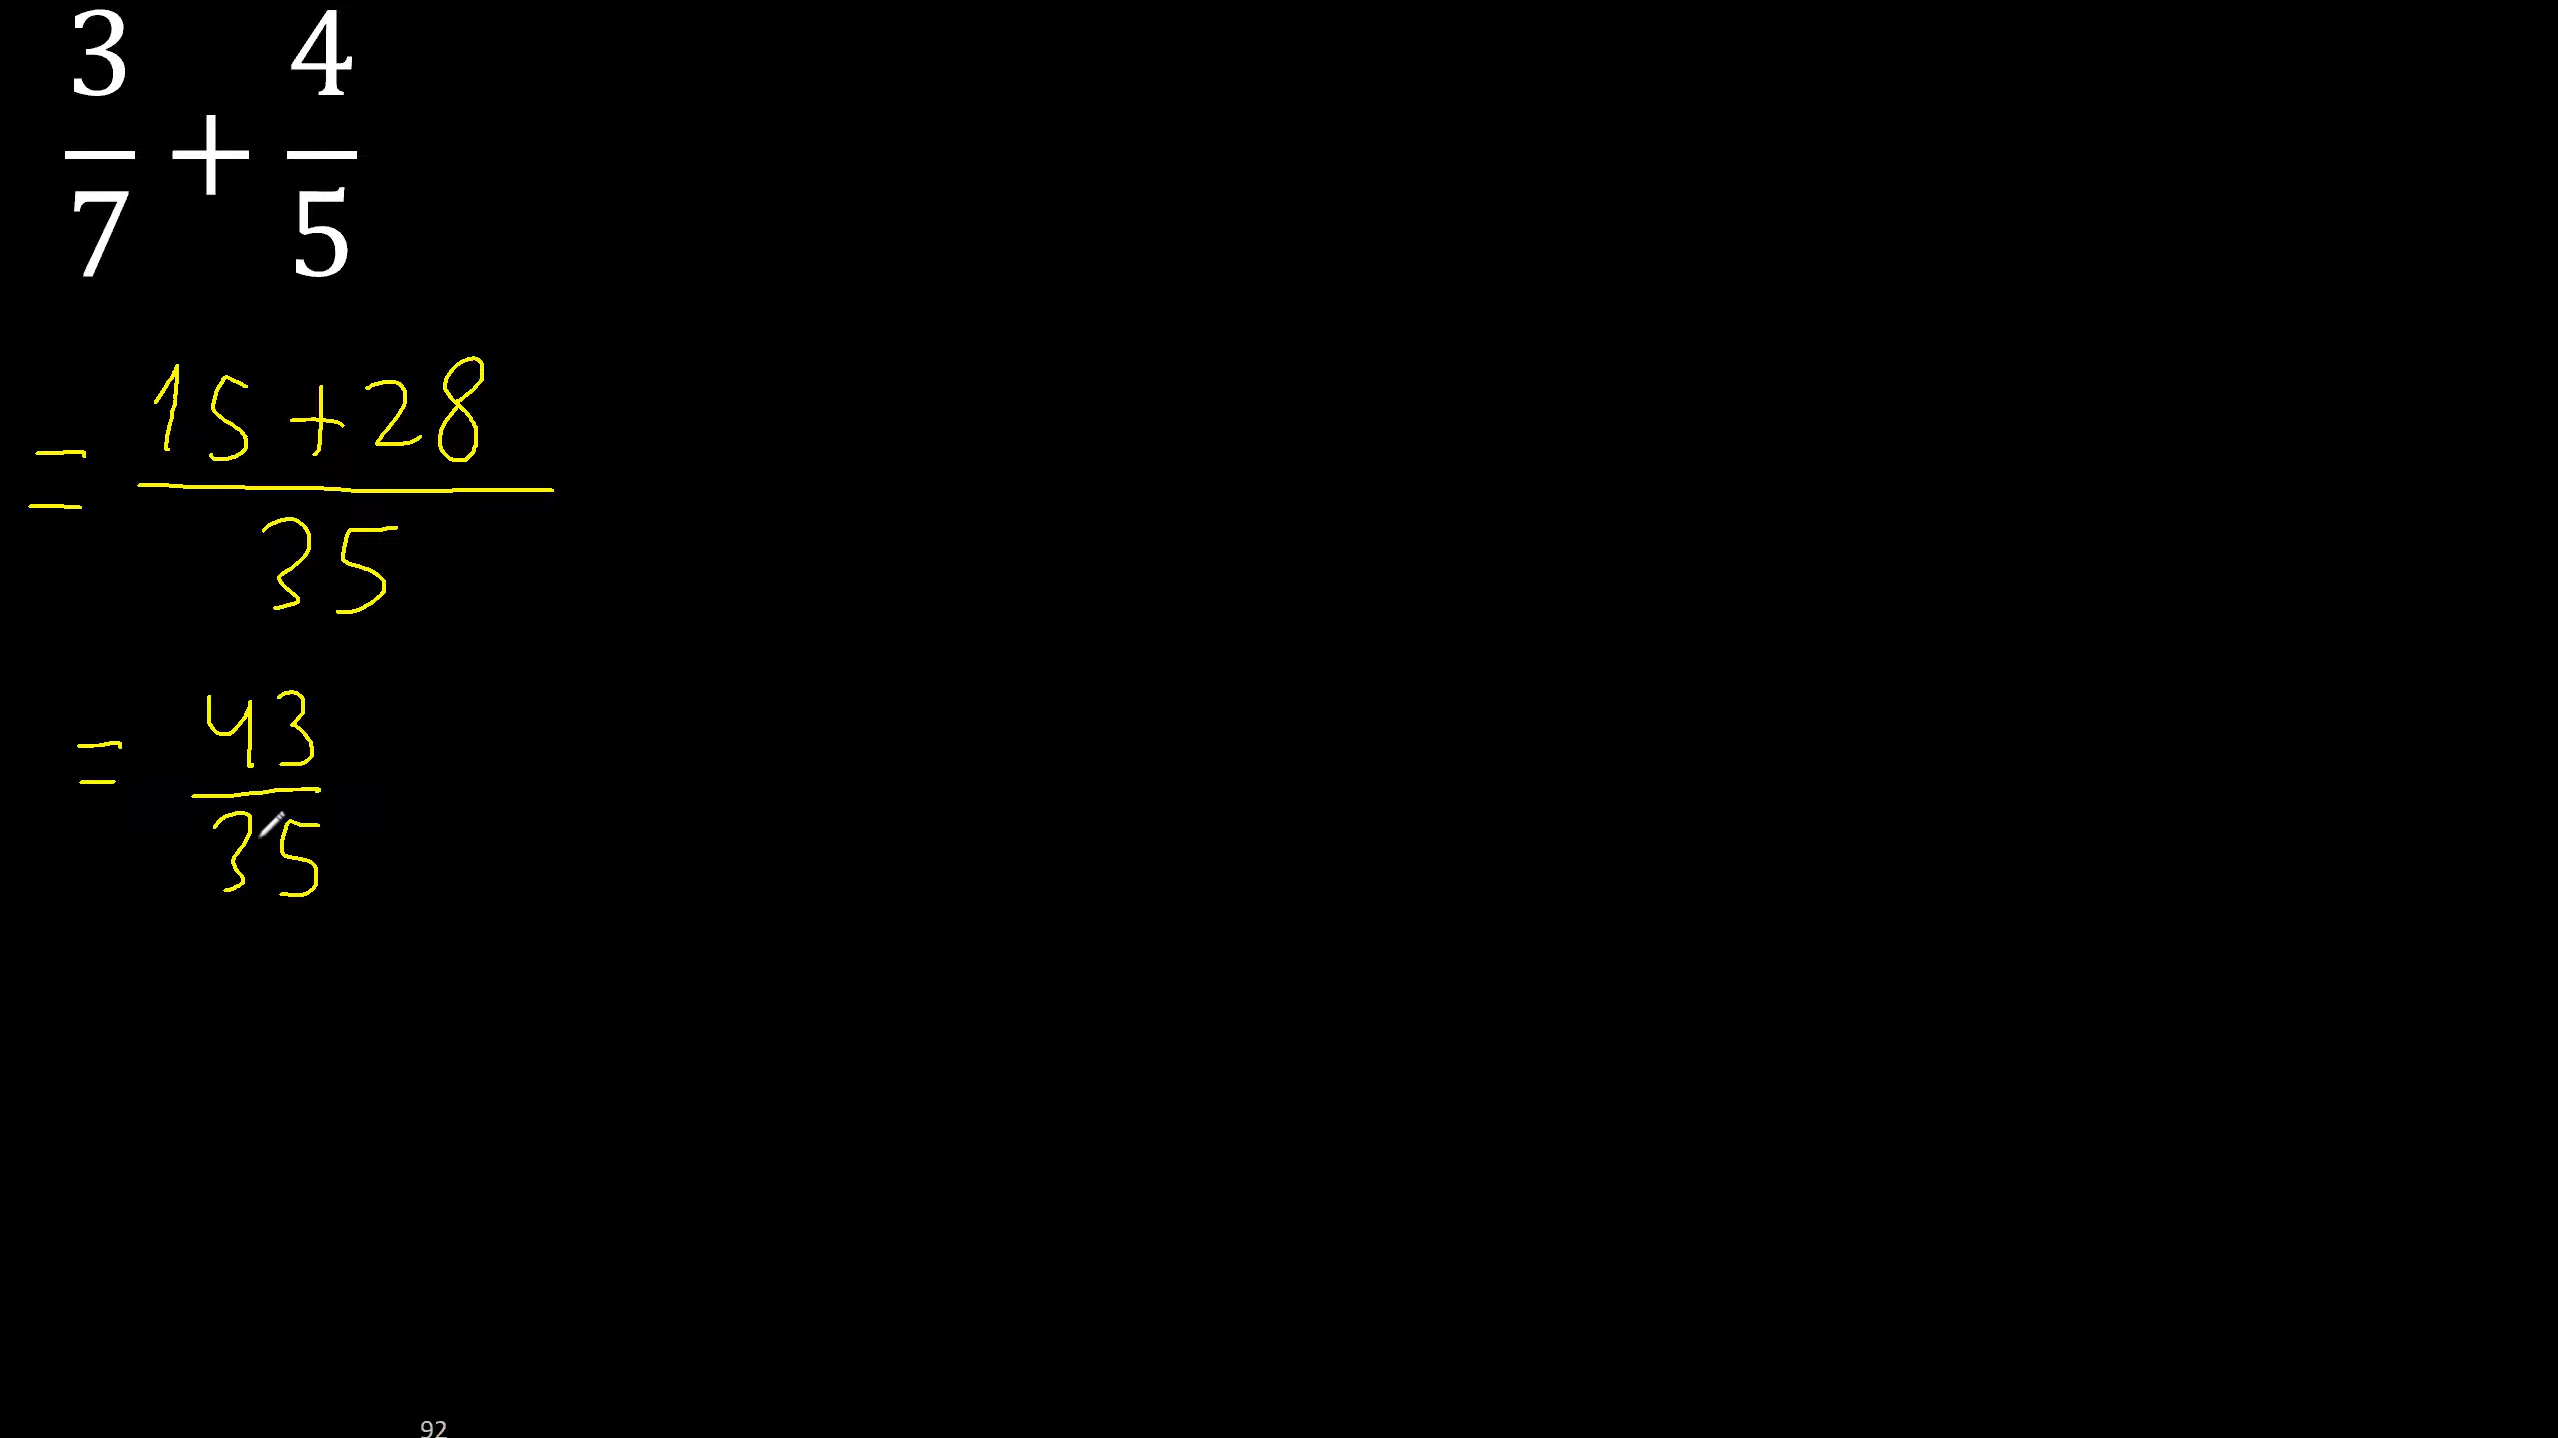 3/7 + 4/5
= 15+28/35
= 43/35
92